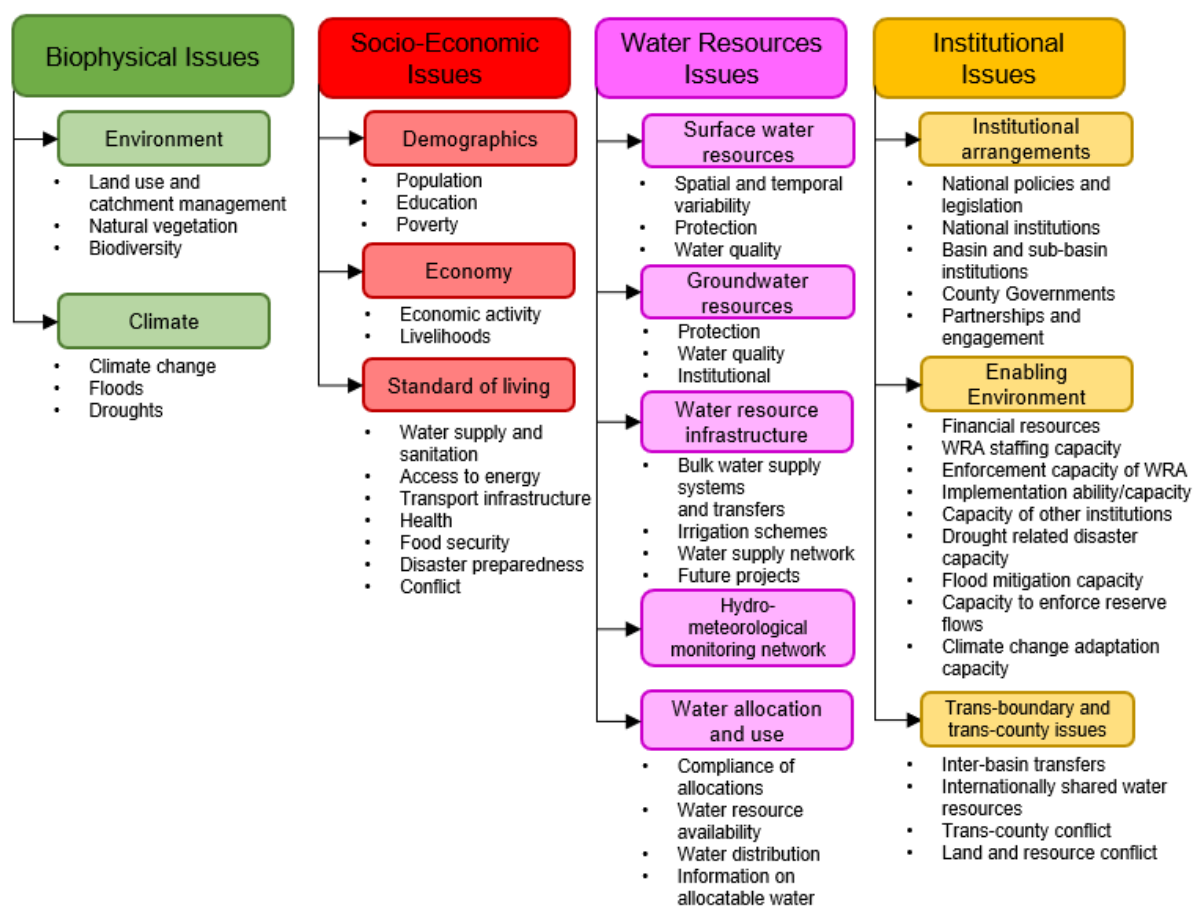 Biophysical Issues
Environment
• Land use and
catchment management
• Natural vegetation
• Biodiversity
Climate
• Climate change
• Floods
• Droughts
Socio-Economic
Issues
Demographics
• Population
• Education
• Poverty
Economy
• Economic activity
• Livelihoods
Standard of living
• Water supply and
sanitation
• Access to energy
• Transport infrastructure
• Health
• Food security
• Disaster preparedness
• Conflict
Water Resources
Issues
Surface water
resources
• Spatial and temporal
variability
• Protection
• Water quality
Groundwater
resources
• Protection
• Water quality
• Institutional
Water resource
infrastructure
• Bulk water supply
systems
and transfers
• Irrigation schemes
• Water supply network
• Future projects
Hydro-
meteorological
monitoring network
Water allocation
and use
• Compliance of
allocations
• Water resource
availability
• Water distribution
• Information on
allocatable water
Institutional
Issues
Institutional
arrangements
• National policies and
legislation
• National institutions
• Basin and sub-basin
institutions
• County Governments
• Partnerships and
engagement
Enabling
Environment
• Financial resources
• WRA staffing capacity
• Enforcement capacity of WRA
• Implementation ability/capacity
• Capacity of other institutions
• Drought related disaster
capacity
• Flood mitigation capacity
• Capacity to enforce reserve
flows
• Climate change adaptation
capacity
Trans-boundary and
trans-county issues
• Inter-basin transfers
• Internationally shared water
resources
• Trans-county conflict
• Land and resource conflict